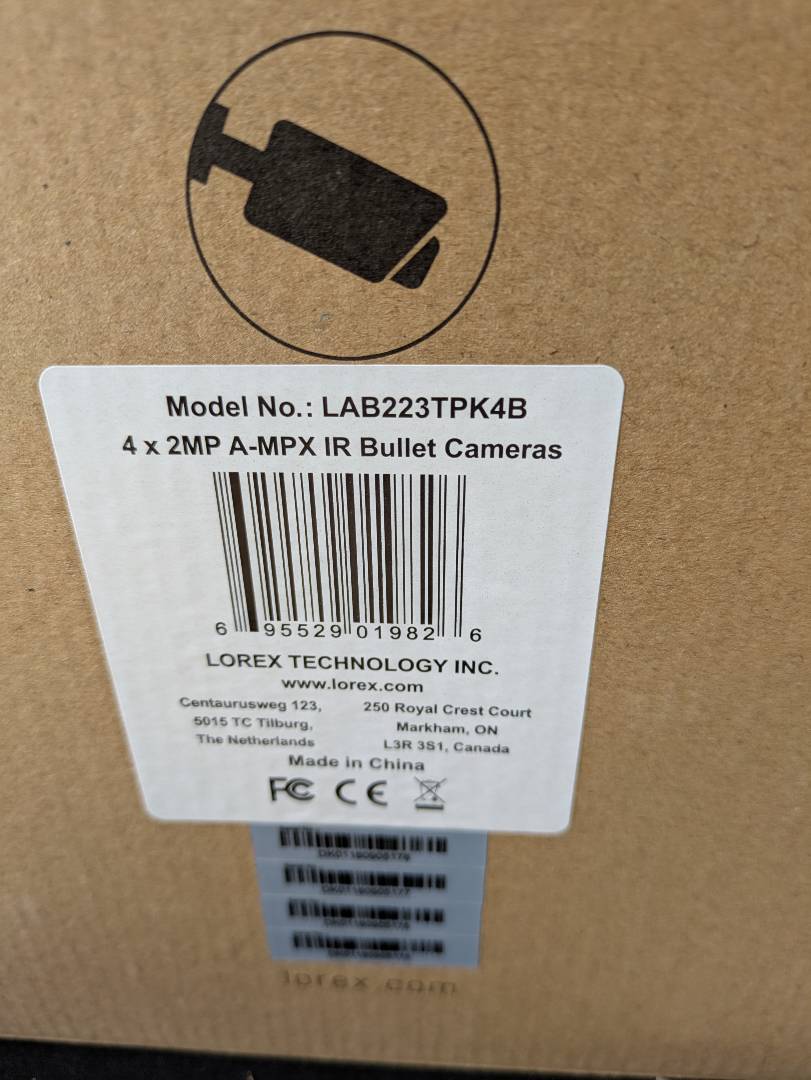 Model No.: LAB223TPK4B
4 x 2MP A-MPX IR Bullet Cameras
6 95529 01982 6
LOREX TECHNOLOGY INC.
www.lorex.com
Centaurusweg 123,
5015 TC Tilburg,
The Netherlands
250 Royal Crest Court
Markham, ON
L3R 3S1, Canada
Made in China
FC CE
lorex.com